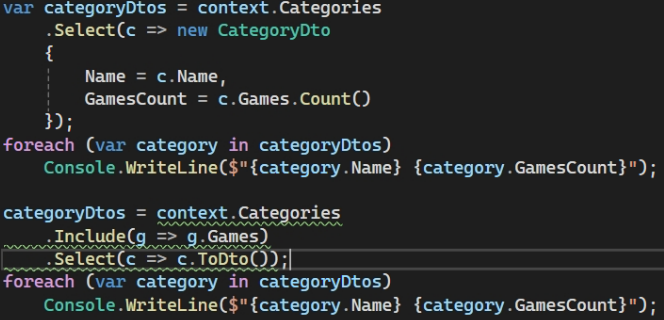 var categoryDtos = context.Categories
    .Select(c => new CategoryDto
    {
        Name = c.Name,
        GamesCount = c.Games.Count()
    });
foreach (var category in categoryDtos)
    Console.WriteLine($"{category.Name} {category.GamesCount}");

categoryDtos = context.Categories
    .Include(g => g.Games)
    .Select(c => c.ToDto());
foreach (var category in categoryDtos)
    Console.WriteLine($"{category.Name} {category.GamesCount}");